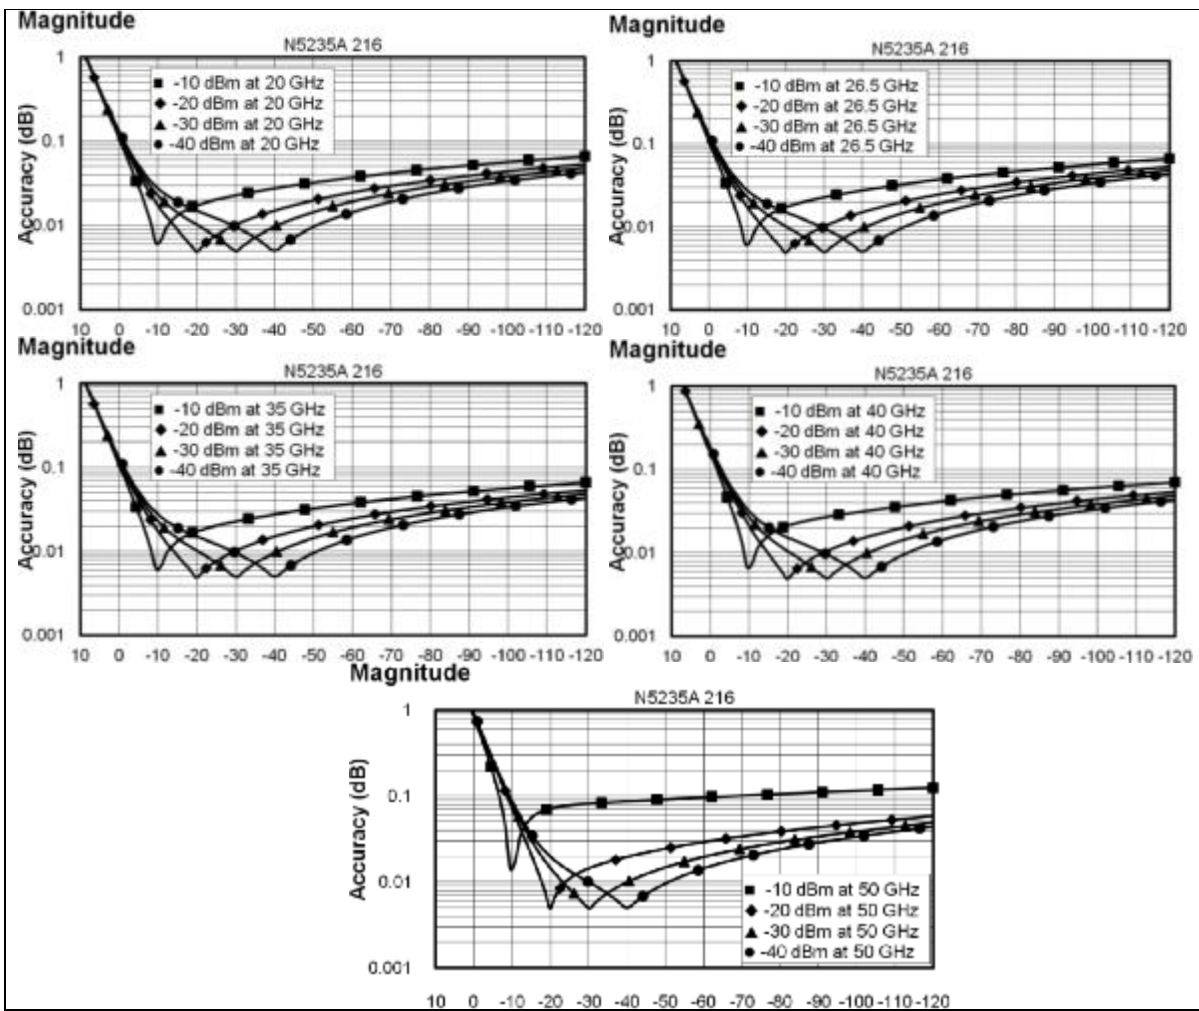 Magnitude
N5235A 216
Accuracy (dB)
1
0.1
0.01
0.001
-10 dBm at 20 GHz
-20 dBm at 20 GHz
-30 dBm at 20 GHz
-40 dBm at 20 GHz
10 0 -10 -20 -30 -40 -50 -60 -70 -80 -90 -100 -110 -120
Magnitude
N5235A 216
Accuracy (dB)
1
0.1
0.01
0.001
-10 dBm at 26.5 GHz
-20 dBm at 26.5 GHz
-30 dBm at 26.5 GHz
-40 dBm at 26.5 GHz
10 0 -10 -20 -30 -40 -50 -60 -70 -80 -90 -100 -110 -120
Magnitude
N5235A 216
Accuracy (dB)
1
0.1
0.01
0.001
-10 dBm at 35 GHz
-20 dBm at 35 GHz
-30 dBm at 35 GHz
-40 dBm at 35 GHz
10 0 -10 -20 -30 -40 -50 -60 -70 -80 -90 -100 -110 -120
Magnitude
N5235A 216
Accuracy (dB)
1
0.1
0.01
0.001
-10 dBm at 40 GHz
-20 dBm at 40 GHz
-30 dBm at 40 GHz
-40 dBm at 40 GHz
10 0 -10 -20 -30 -40 -50 -60 -70 -80 -90 -100 -110 -120
Magnitude
N5235A 216
Accuracy (dB)
1
0.1
0.01
0.001
-10 dBm at 50 GHz
-20 dBm at 50 GHz
-30 dBm at 50 GHz
-40 dBm at 50 GHz
10 0 -10 -20 -30 -40 -50 -60 -70 -80 -90 -100 -110 -120